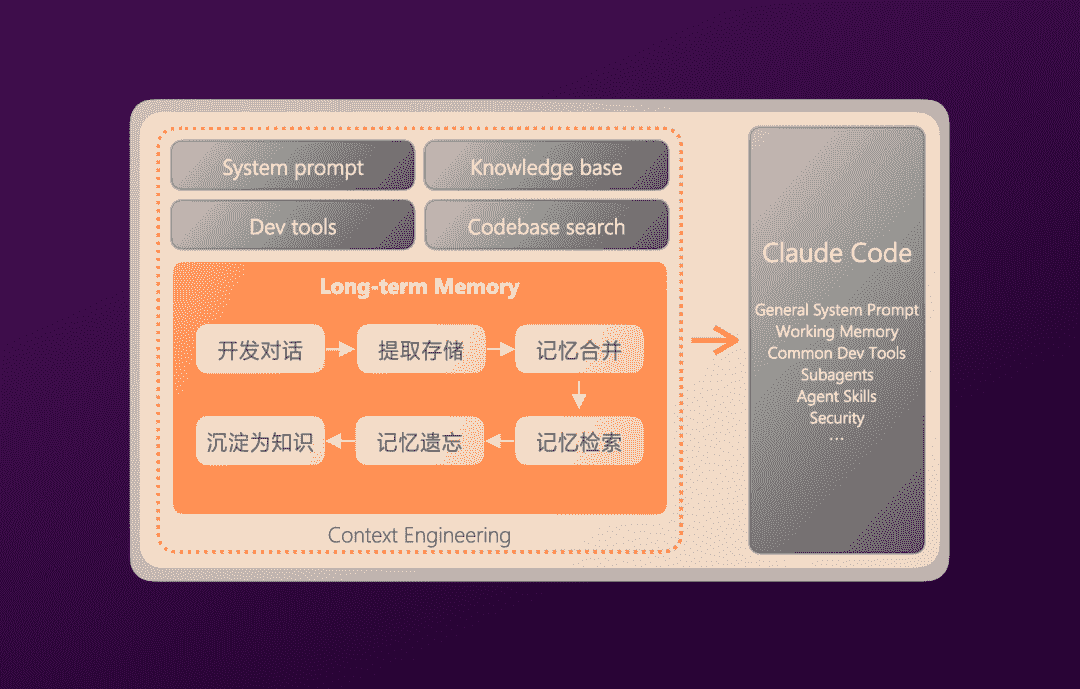 System prompt
Knowledge base
Dev tools
Codebase search
Long-term Memory
开发对话
提取存储
记忆合并
沉淀为知识
记忆遗忘
记忆检索
Context Engineering
Claude Code
General System Prompt
Working Memory
Common Dev Tools
Subagents
Agent Skills
Security
...